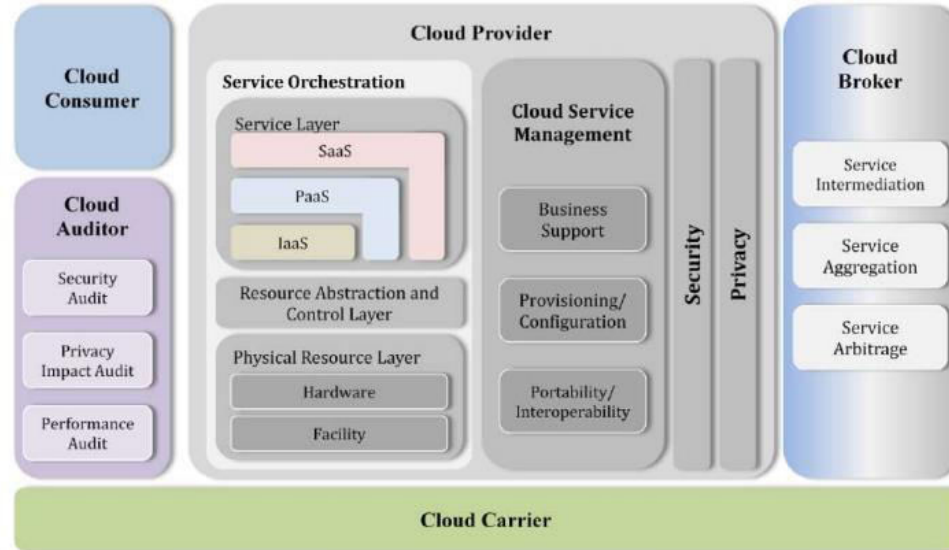 Cloud
Consumer
Cloud
Auditor
Security
Audit
Privacy
Impact Audit
Performance
Audit
Cloud Provider
Service Orchestration
Service Layer
SaaS
PaaS
IaaS
Resource Abstraction and
Control Layer
Physical Resource Layer
Hardware
Facility
Cloud Service
Management
Business
Support
Provisioning/
Configuration
Portability/
Interoperability
Security
Privacy
Cloud
Broker
Service
Intermediation
Service
Aggregation
Service
Arbitrage
Cloud Carrier